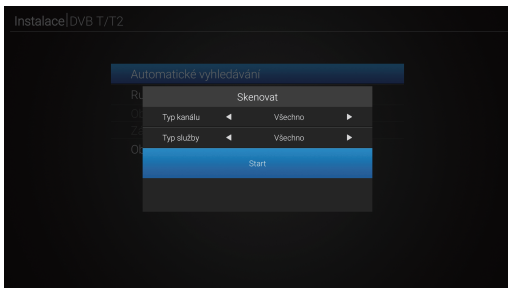 Instalace|DVB T/T2
Automatické vyhledávání
Skenovat
Typ kanálu ◀ Všechno ▶
Typ služby ◀ Všechno ▶
Start